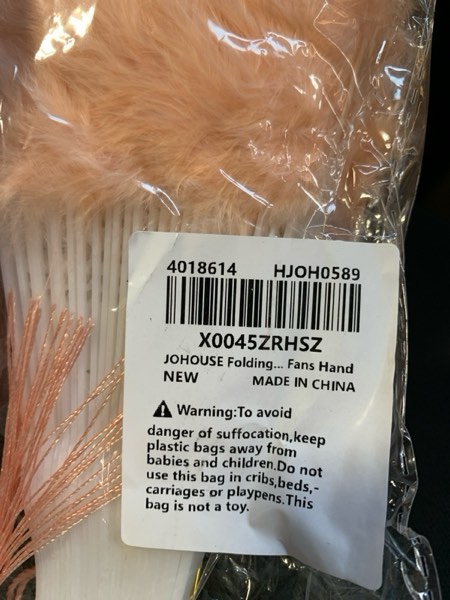 4018614 HJOH0589
X0045ZRHSZ
JOHOUSE Folding... Fans Hand
NEW MADE IN CHINA
Warning:To avoid
danger of suffocation,keep
plastic bags away from
babies and children.Do not
use this bag in cribs,beds,-
carriages or playpens.This
bag is not a toy.